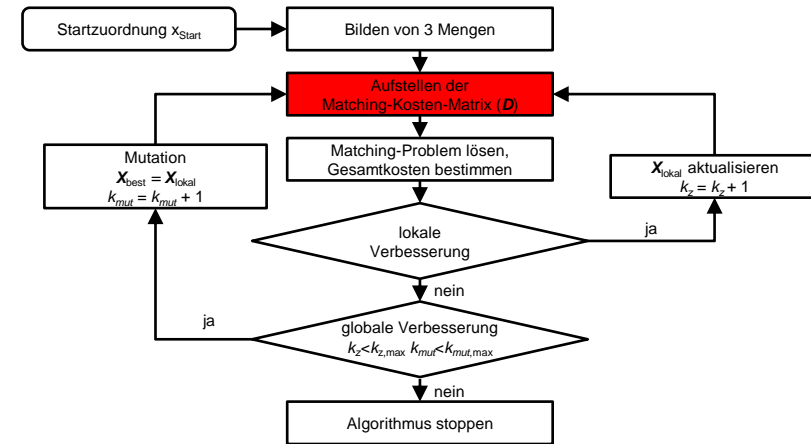 Startzuordnung xStart
Bilden von 3 Mengen
Aufstellen der
Matching-Kosten-Matrix (D)
Matching-Problem lösen,
Gesamtkosten bestimmen
Mutation
Xbest = Xlokal
kmut = kmut + 1
Xlokal aktualisieren
kz = kz + 1
lokale
Verbesserung
ja
nein
ja
globale Verbesserung
kz<kz,max kmut<kmut,max
nein
Algorithmus stoppen